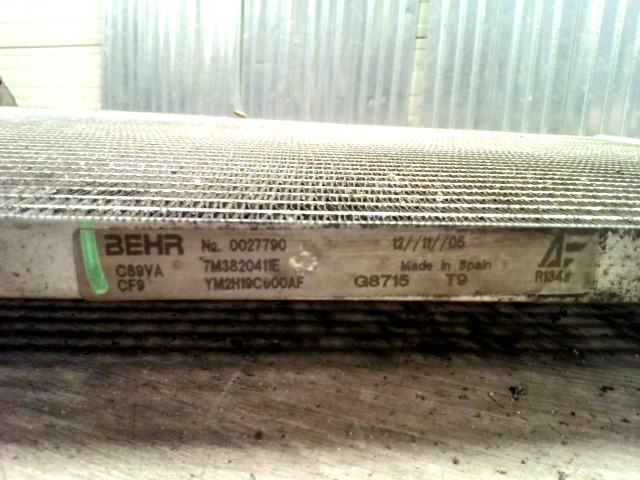 BEHR No. 0027790 12//11//05
C89VA 7M3820411E Made in Spain
CF9 YM2H19C600AF G8715 T9 R134a